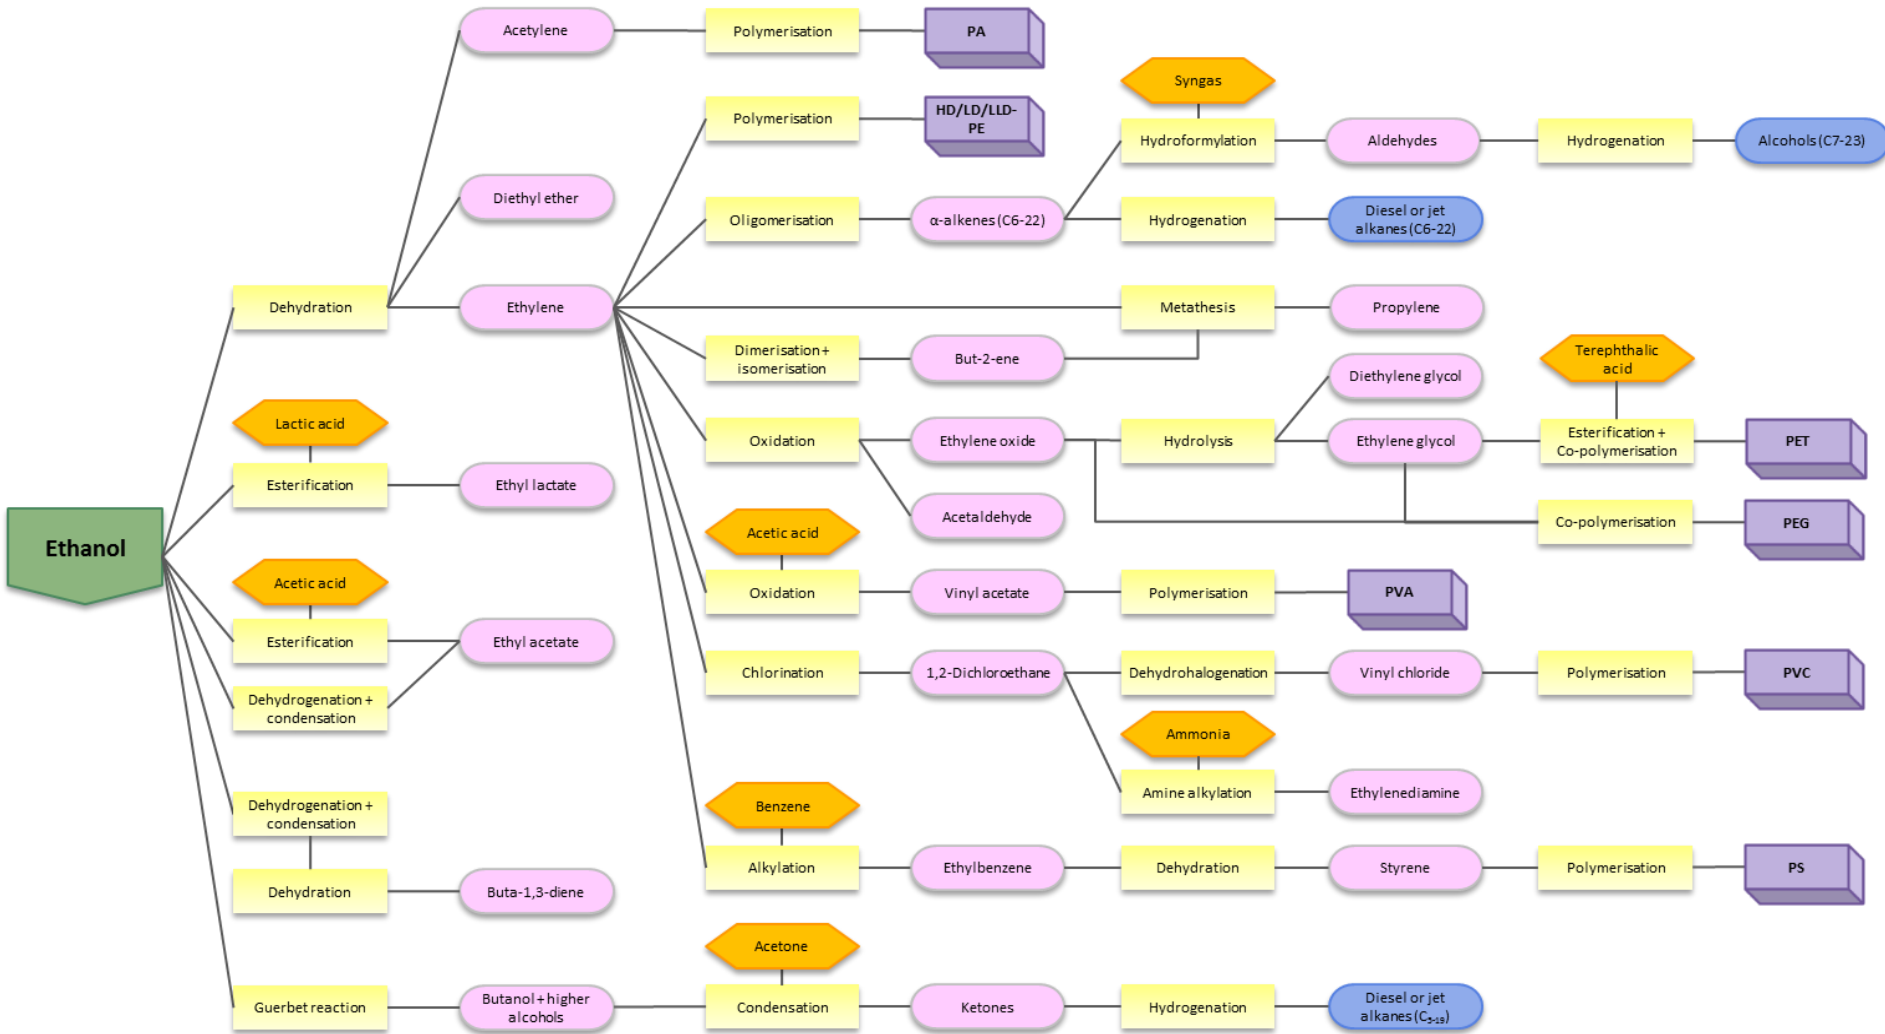 Acetylene
Polymerisation
PA
Syngas
Polymerisation
HD/LD/LLD-
PE
Hydroformylation
Aldehydes
Hydrogenation
Alcohols (C7-23)
Diethyl ether
Oligomerisation
α-alkenes (C6-22)
Hydrogenation
Diesel or jet
alkanes (C6-22)
Dehydration
Ethylene
Metathesis
Propylene
Dimerisation +
isomerisation
But-2-ene
Terephthalic
acid
Diethylene glycol
Lactic acid
Oxidation
Ethylene oxide
Hydrolysis
Ethylene glycol
Esterification +
Co-polymerisation
PET
Esterification
Ethyl lactate
Acetaldehyde
Co-polymerisation
PEG
Ethanol
Acetic acid
Acetic acid
Oxidation
Vinyl acetate
Polymerisation
PVA
Esterification
Ethyl acetate
Chlorination
1,2-Dichloroethane
Dehydrohalogenation
Vinyl chloride
Polymerisation
PVC
Dehydrogenation +
condensation
Ammonia
Amine alkylation
Ethylenediamine
Dehydrogenation +
condensation
Benzene
Alkylation
Ethylbenzene
Dehydration
Styrene
Polymerisation
PS
Dehydration
Buta-1,3-diene
Acetone
Guerbet reaction
Butanol + higher
alcohols
Condensation
Ketones
Hydrogenation
Diesel or jet
alkanes (C₅₋₁₉)